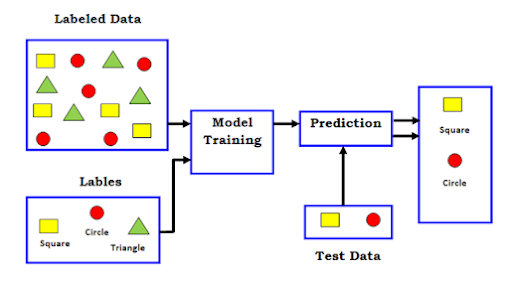 Labeled Data
Model
Training
Prediction
Square
Circle
Lables
Circle
Square
Triangle
Test Data